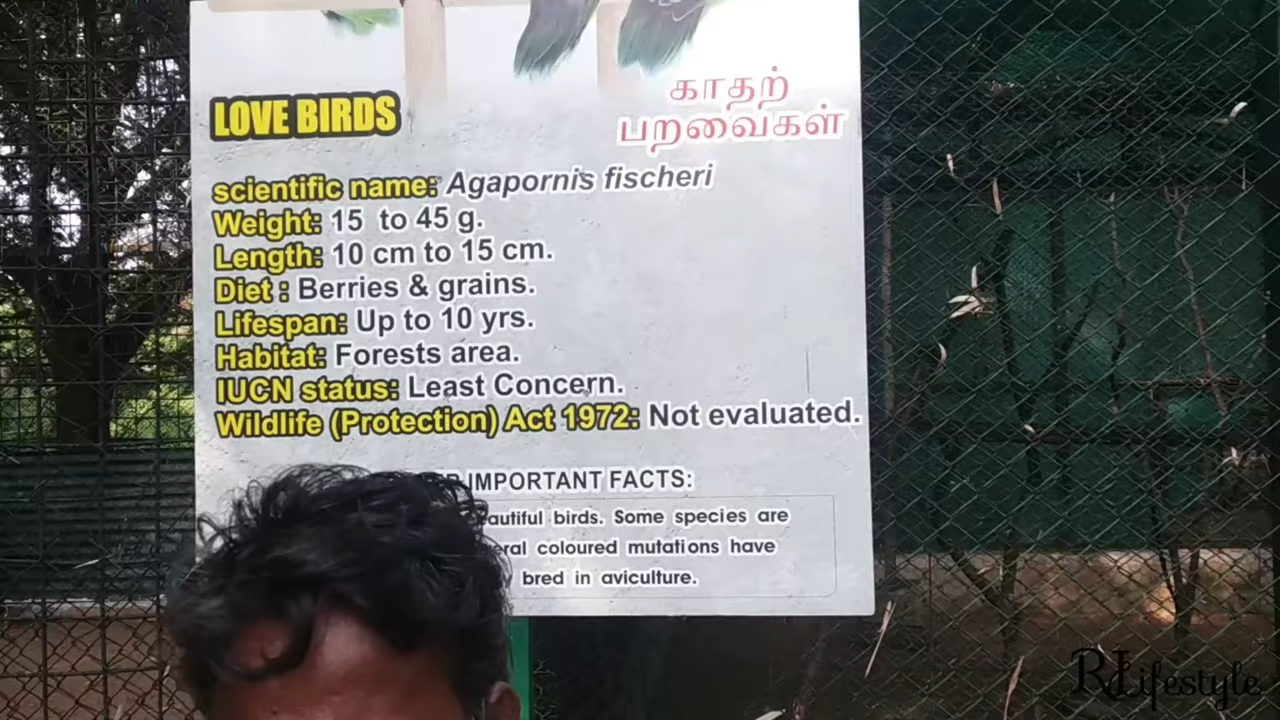 LOVE BIRDS
காதற்
பறவைகள்
scientific name: Agapornis fischeri
Weight: 15 to 45 g.
Length: 10 cm to 15 cm.
Diet : Berries & grains.
Lifespan: Up to 10 yrs.
Habitat: Forests area.
IUCN status: Least Concern.
Wildlife (Protection) Act 1972: Not evaluated.
IMPORTANT FACTS:
birds. Some species are
coloured mutations have
bred in aviculture.
RJ Lifestyle